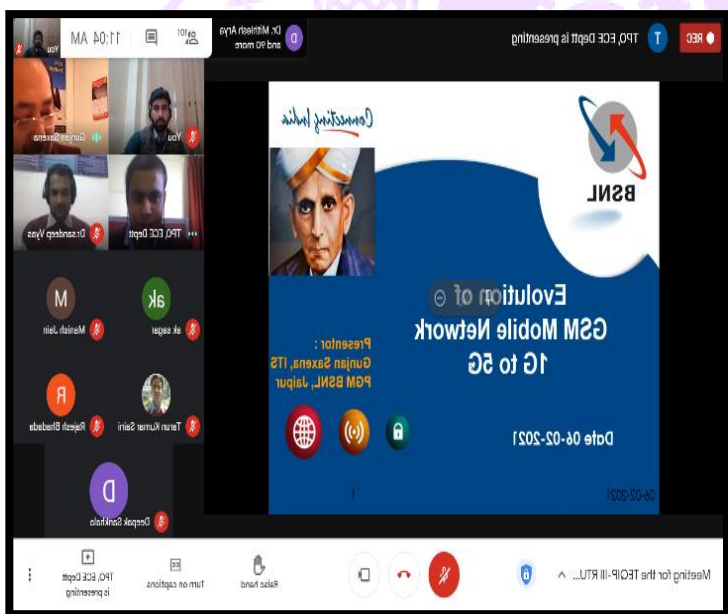 REC
T
TPO, ECE Deptt is presenting
D
Dr. Mithlesh Arya
and 90 more
101
11:04 AM
You
BSNL
Connecting India
Evolution of
GSM Mobile Network
1G to 5G
Presentor :
Gunjan Saxena, ITS
PGM BSNL, Jaipur
Date 06-02-2021
06-02-2021
1
You
Gunjan Saxena
TPO, ECE Deptt
Dr.sandeep Vyas
ak
ak sagar
M
Manish Jain
Tarun Kumar Saini
R
Rajesh Bhadada
D
Deepak Sankhala
Meeting for the TEQIP-III RTU...
Raise hand
Turn on captions
TPO, ECE Deptt
is presenting